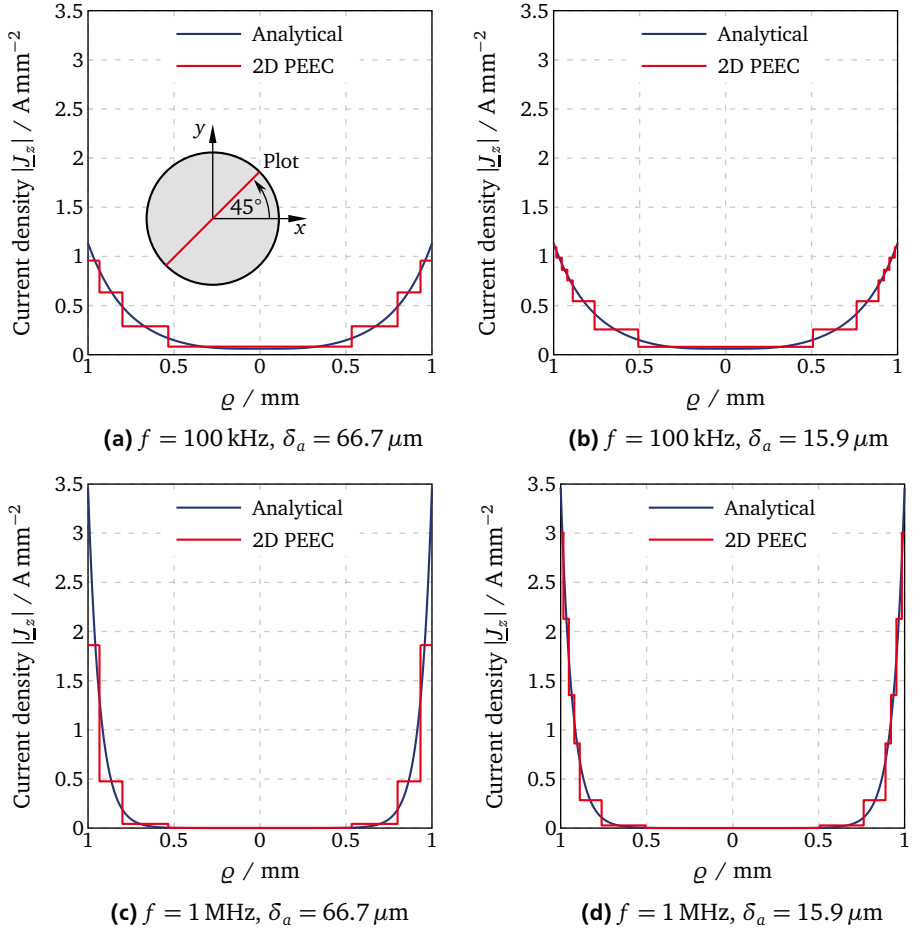 3.5
3
2.5
2
1.5
1
0.5
0
Current density |J_z| / A mm⁻²
Analytical
2D PEEC
y
Plot
45°
x
1 0.5 0 0.5 1
ϱ / mm
(a) f = 100 kHz, δₐ = 66.7 μm
3.5
3
2.5
2
1.5
1
0.5
0
Current density |J_z| / A mm⁻²
Analytical
2D PEEC
1 0.5 0 0.5 1
ϱ / mm
(b) f = 100 kHz, δₐ = 15.9 μm
3.5
3
2.5
2
1.5
1
0.5
0
Current density |J_z| / A mm⁻²
Analytical
2D PEEC
1 0.5 0 0.5 1
ϱ / mm
(c) f = 1 MHz, δₐ = 66.7 μm
3.5
3
2.5
2
1.5
1
0.5
0
Current density |J_z| / A mm⁻²
Analytical
2D PEEC
1 0.5 0 0.5 1
ϱ / mm
(d) f = 1 MHz, δₐ = 15.9 μm